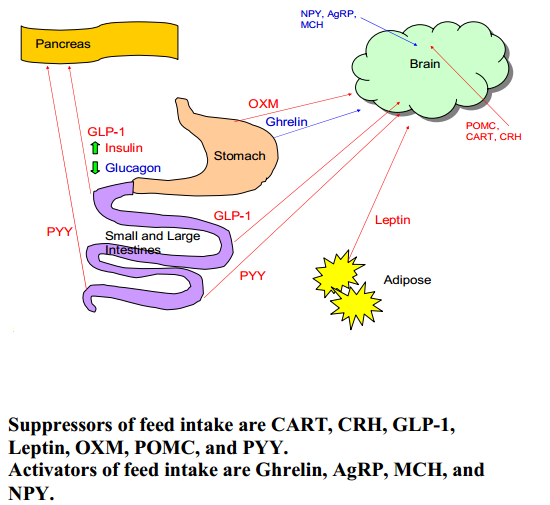 NPY, AgRP,
MCH
Pancreas
Brain
OXM
Ghrelin
POMC,
CART, CRH
GLP-1
Insulin
Glucagon
Stomach
GLP-1
Leptin
PYY
Small and Large
Intestines
PYY
Adipose
Suppressors of feed intake are CART, CRH, GLP-1,
Leptin, OXM, POMC, and PYY.
Activators of feed intake are Ghrelin, AgRP, MCH, and
NPY.